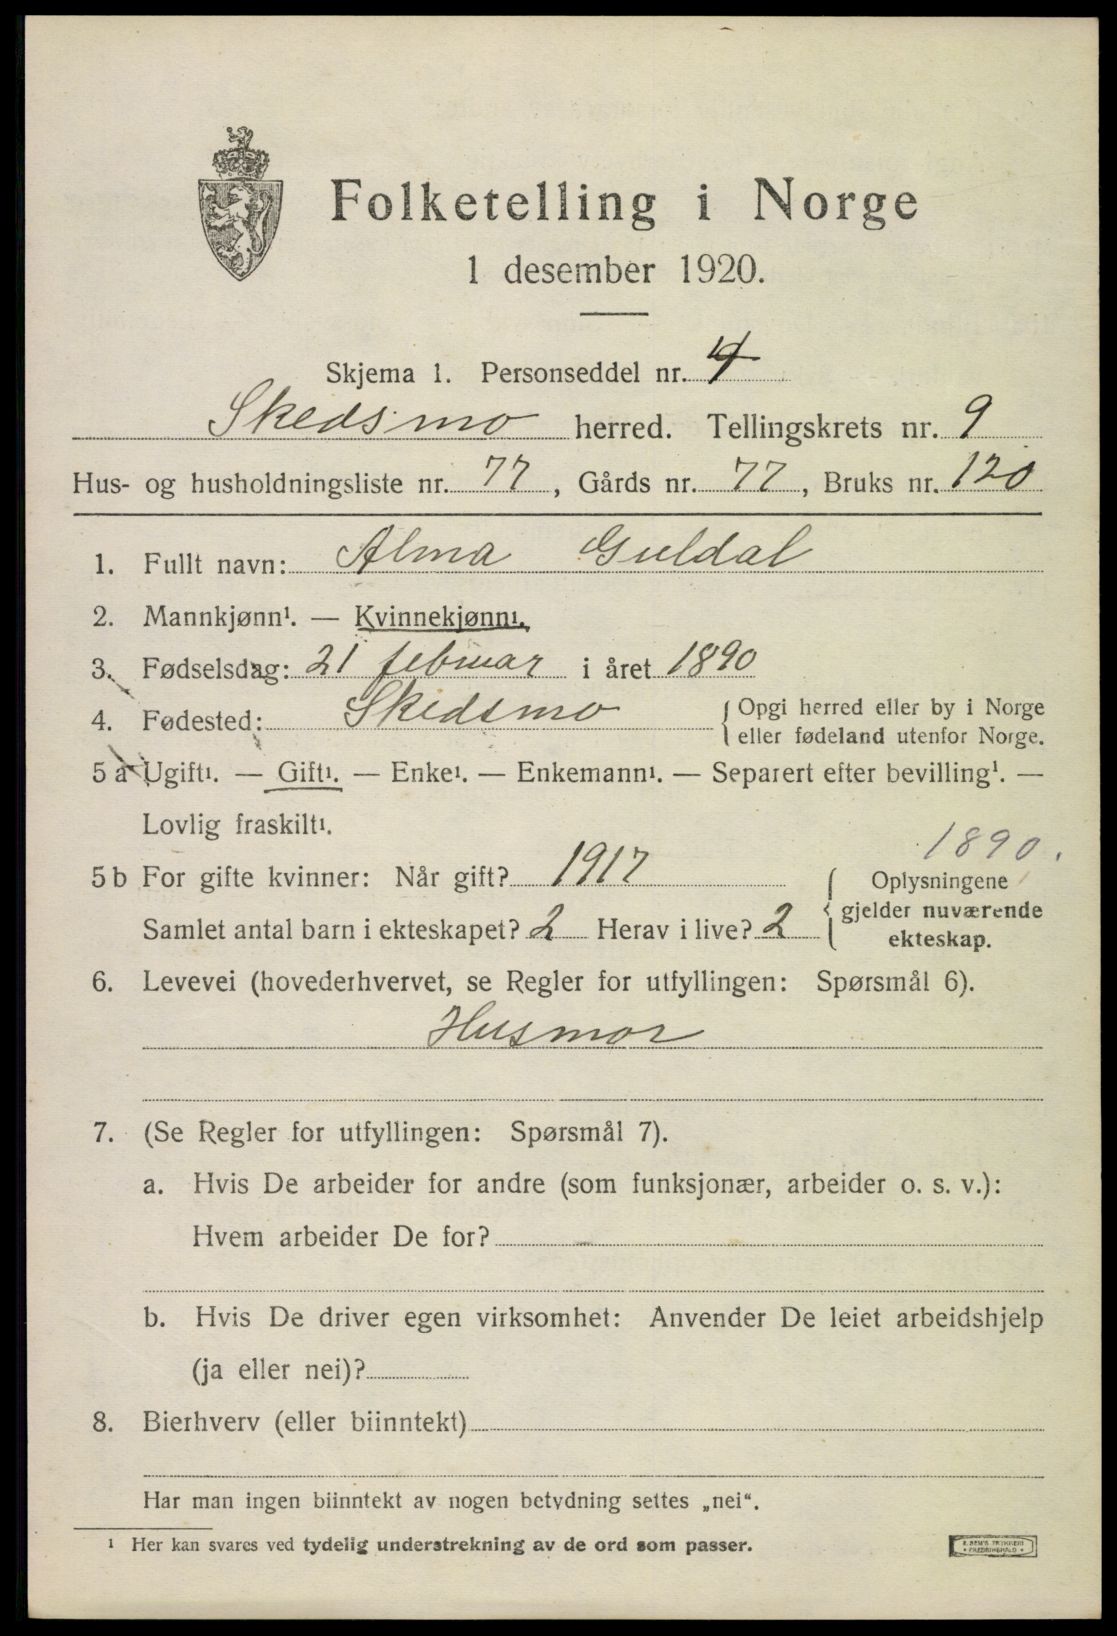 Folketelling i Norge
1 desember 1920.
Skjema 1. Personseddel nr. 4
Skedsmo herred. Tellingskrets nr. 9
Hus- og husholdningsliste nr. 77, Gårds nr. 77, Bruks nr. 120
1. Fullt navn: Alma Guldal
2. Mannkjønn¹. — Kvinnekjønn¹.
3. Fødselsdag: 21 februar i året 1890
4. Fødested: Skedsmo { Opgi herred eller by i Norge
eller fødeland utenfor Norge.
5 a Ugift¹. — Gift¹. — Enke¹. — Enkemann¹. — Separert efter bevilling¹. —
Lovlig fraskilt¹.
1890.
5 b For gifte kvinner: Når gift? 1917 { Oplysningene
gjelder nuværende
Samlet antal barn i ekteskapet? 2 Herav i live? 2 ekteskap.
6. Levevei (hovederhvervet, se Regler for utfyllingen: Spørsmål 6).
Husmor
7. (Se Regler for utfyllingen: Spørsmål 7).
a. Hvis De arbeider for andre (som funksjonær, arbeider o. s. v.):
Hvem arbeider De for?
b. Hvis De driver egen virksomhet: Anvender De leiet arbeidshjelp
(ja eller nei)?
8. Bierhverv (eller biinntekt)
Har man ingen biinntekt av nogen betydning settes „nei“.
¹ Her kan svares ved tydelig understrekning av de ord som passer.